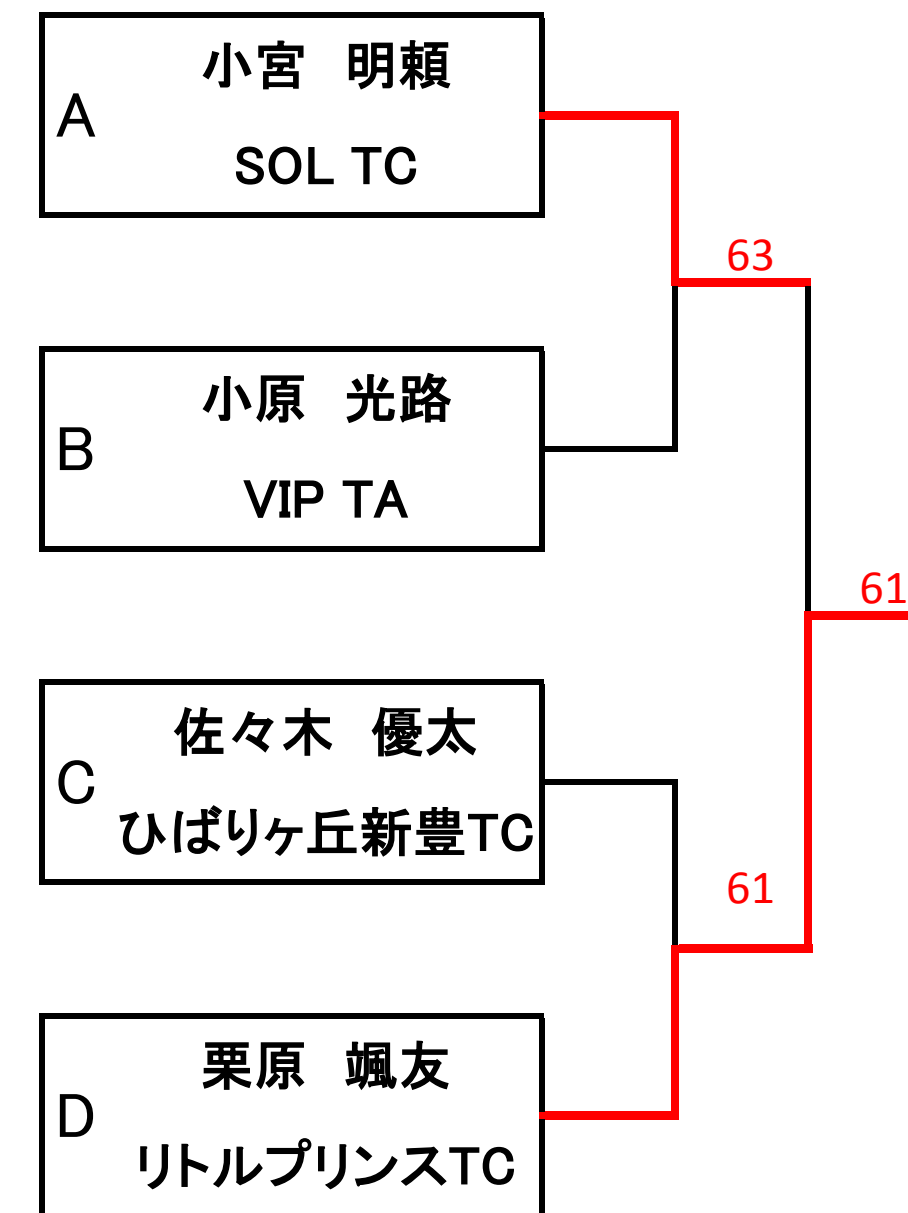 A
小宮　明頼
SOL TC
63
B
小原　光路
VIP TA
61
C
佐々木　優太
ひばりヶ丘新豊TC
61
D
栗原　颯友
リトルプリンスTC